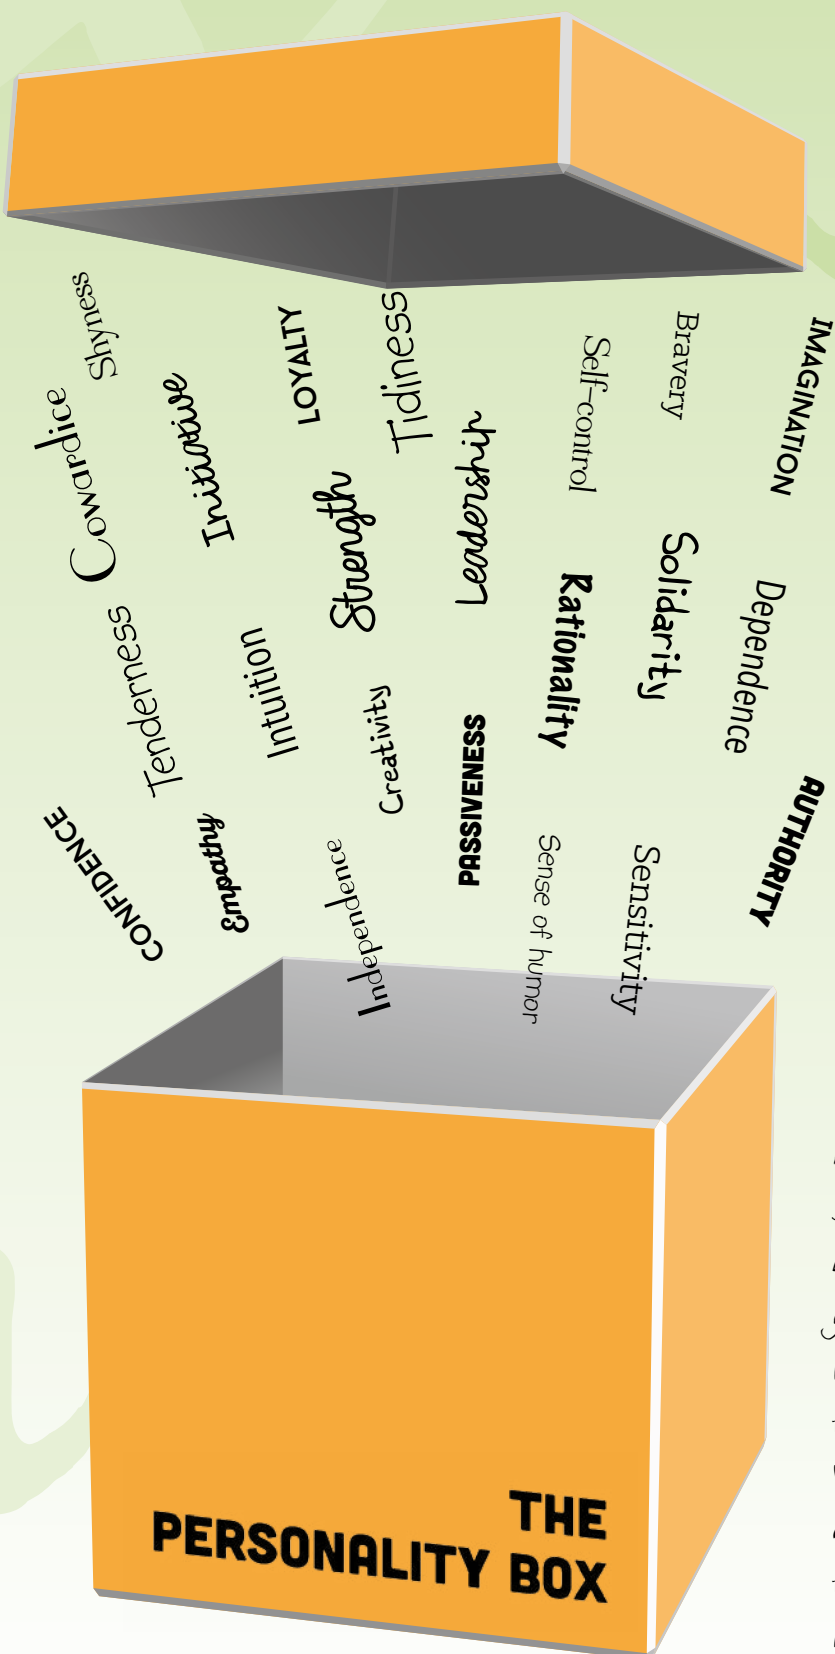 Shyness
LOYALTY
Tidiness
Self-control
Bravery
IMAGINATION
Cowardice
Initiative
Strength
Leadership
Rationality
Solidarity
Dependence
Tenderness
Intuition
Creativity
PASSIVENESS
AUTHORITY
CONFIDENCE
Empathy
Independence
Sense of humor
Sensitivity
THE
PERSONALITY BOX